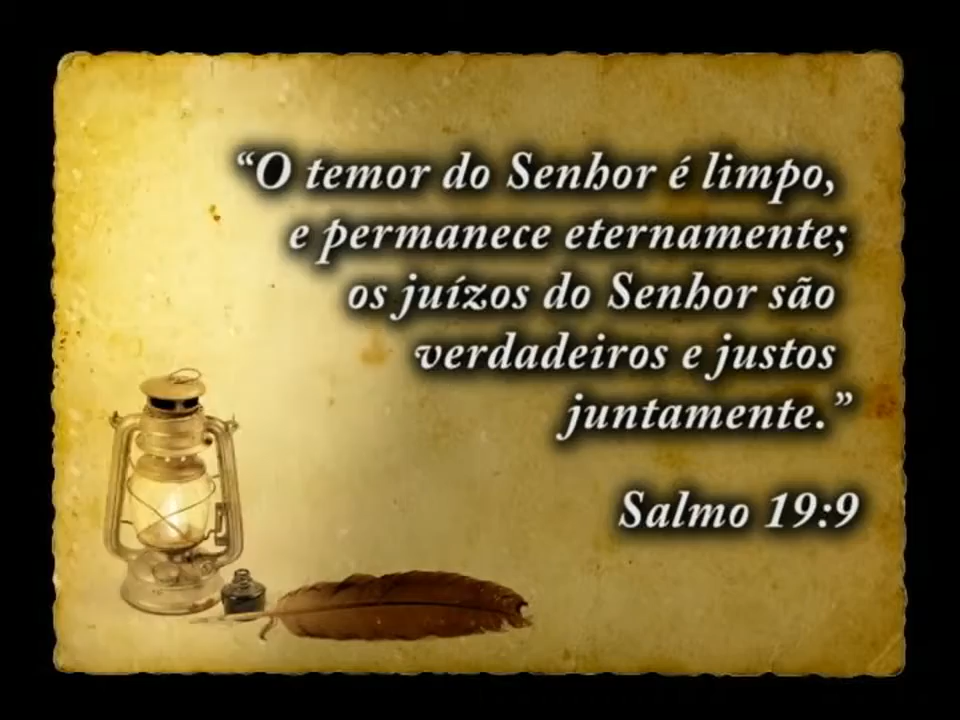 “O temor do Senhor é limpo,
e permanece eternamente;
os juízos do Senhor são
verdadeiros e justos
juntamente.”
Salmo 19:9